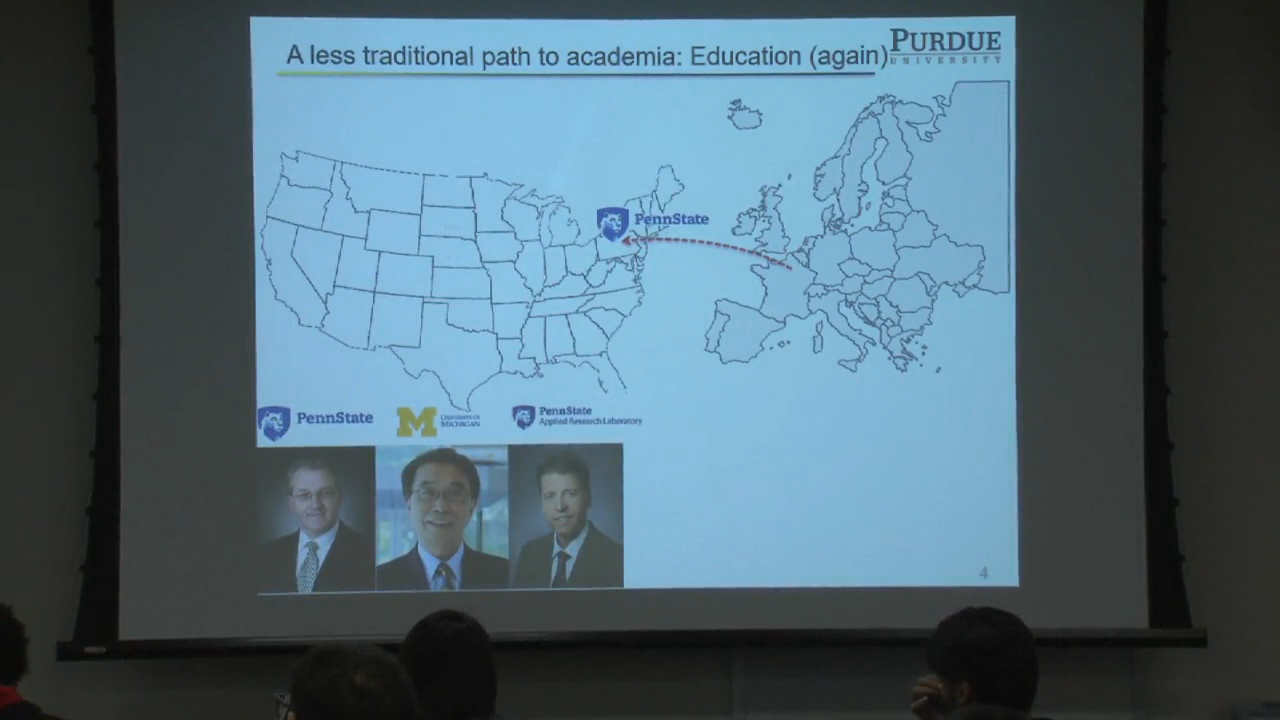 A less traditional path to academia: Education (again)
PURDUE
UNIVERSITY
PennState
PennState
M
UNIVERSITY OF
MICHIGAN
PennState
Applied Research Laboratory
4